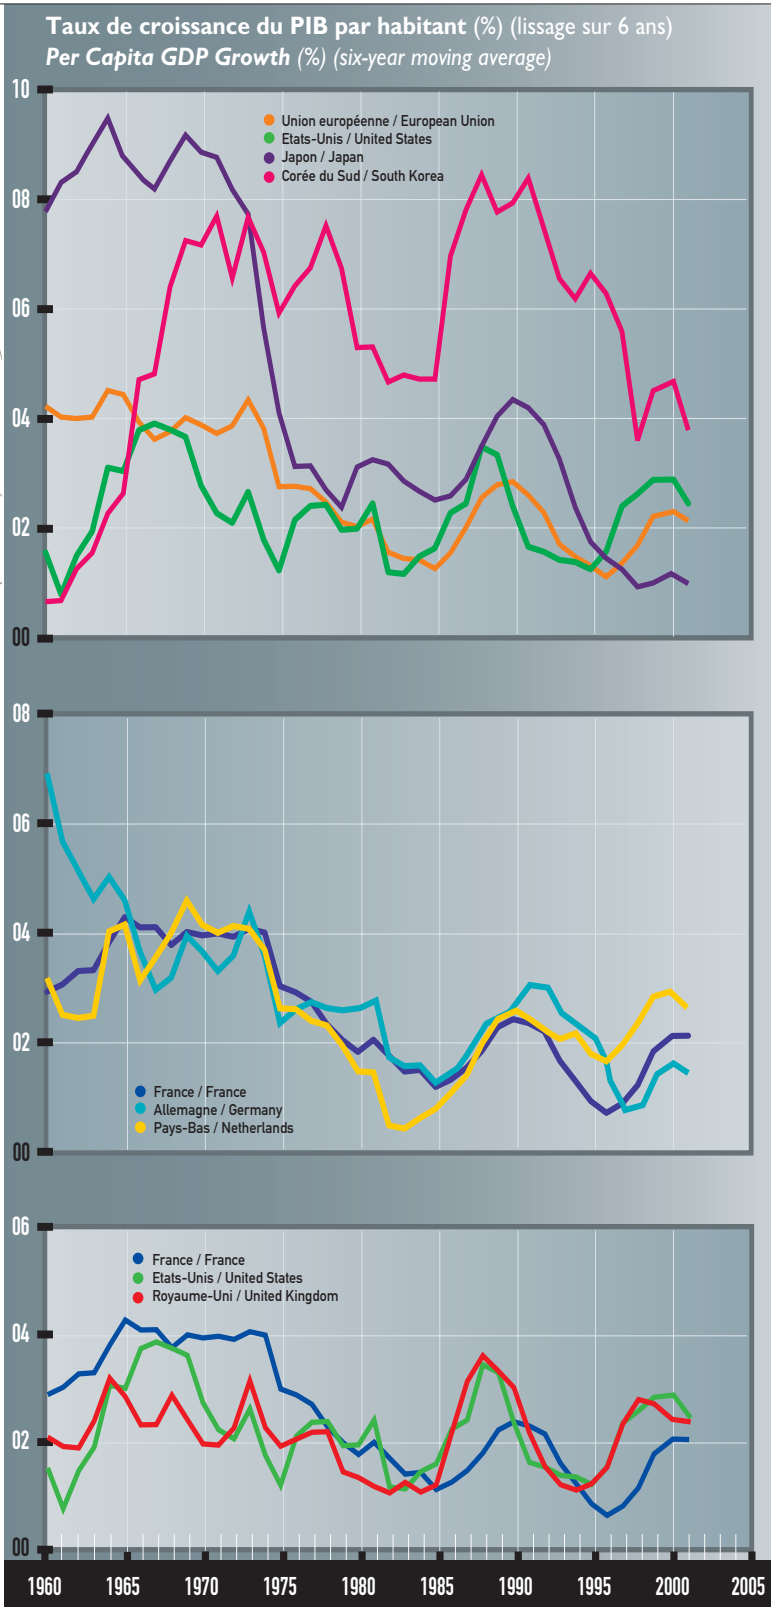 Taux de croissance du PIB par habitant (%) (lissage sur 6 ans)
Per Capita GDP Growth (%) (six-year moving average)
10
Union européenne / European Union
Etats-Unis / United States
Japon / Japan
Corée du Sud / South Korea
08
06
04
02
00
08
06
04
02
France / France
Allemagne / Germany
Pays-Bas / Netherlands
00
06
France / France
Etats-Unis / United States
Royaume-Uni / United Kingdom
04
02
00
1960 1965 1970 1975 1980 1985 1990 1995 2000 2005